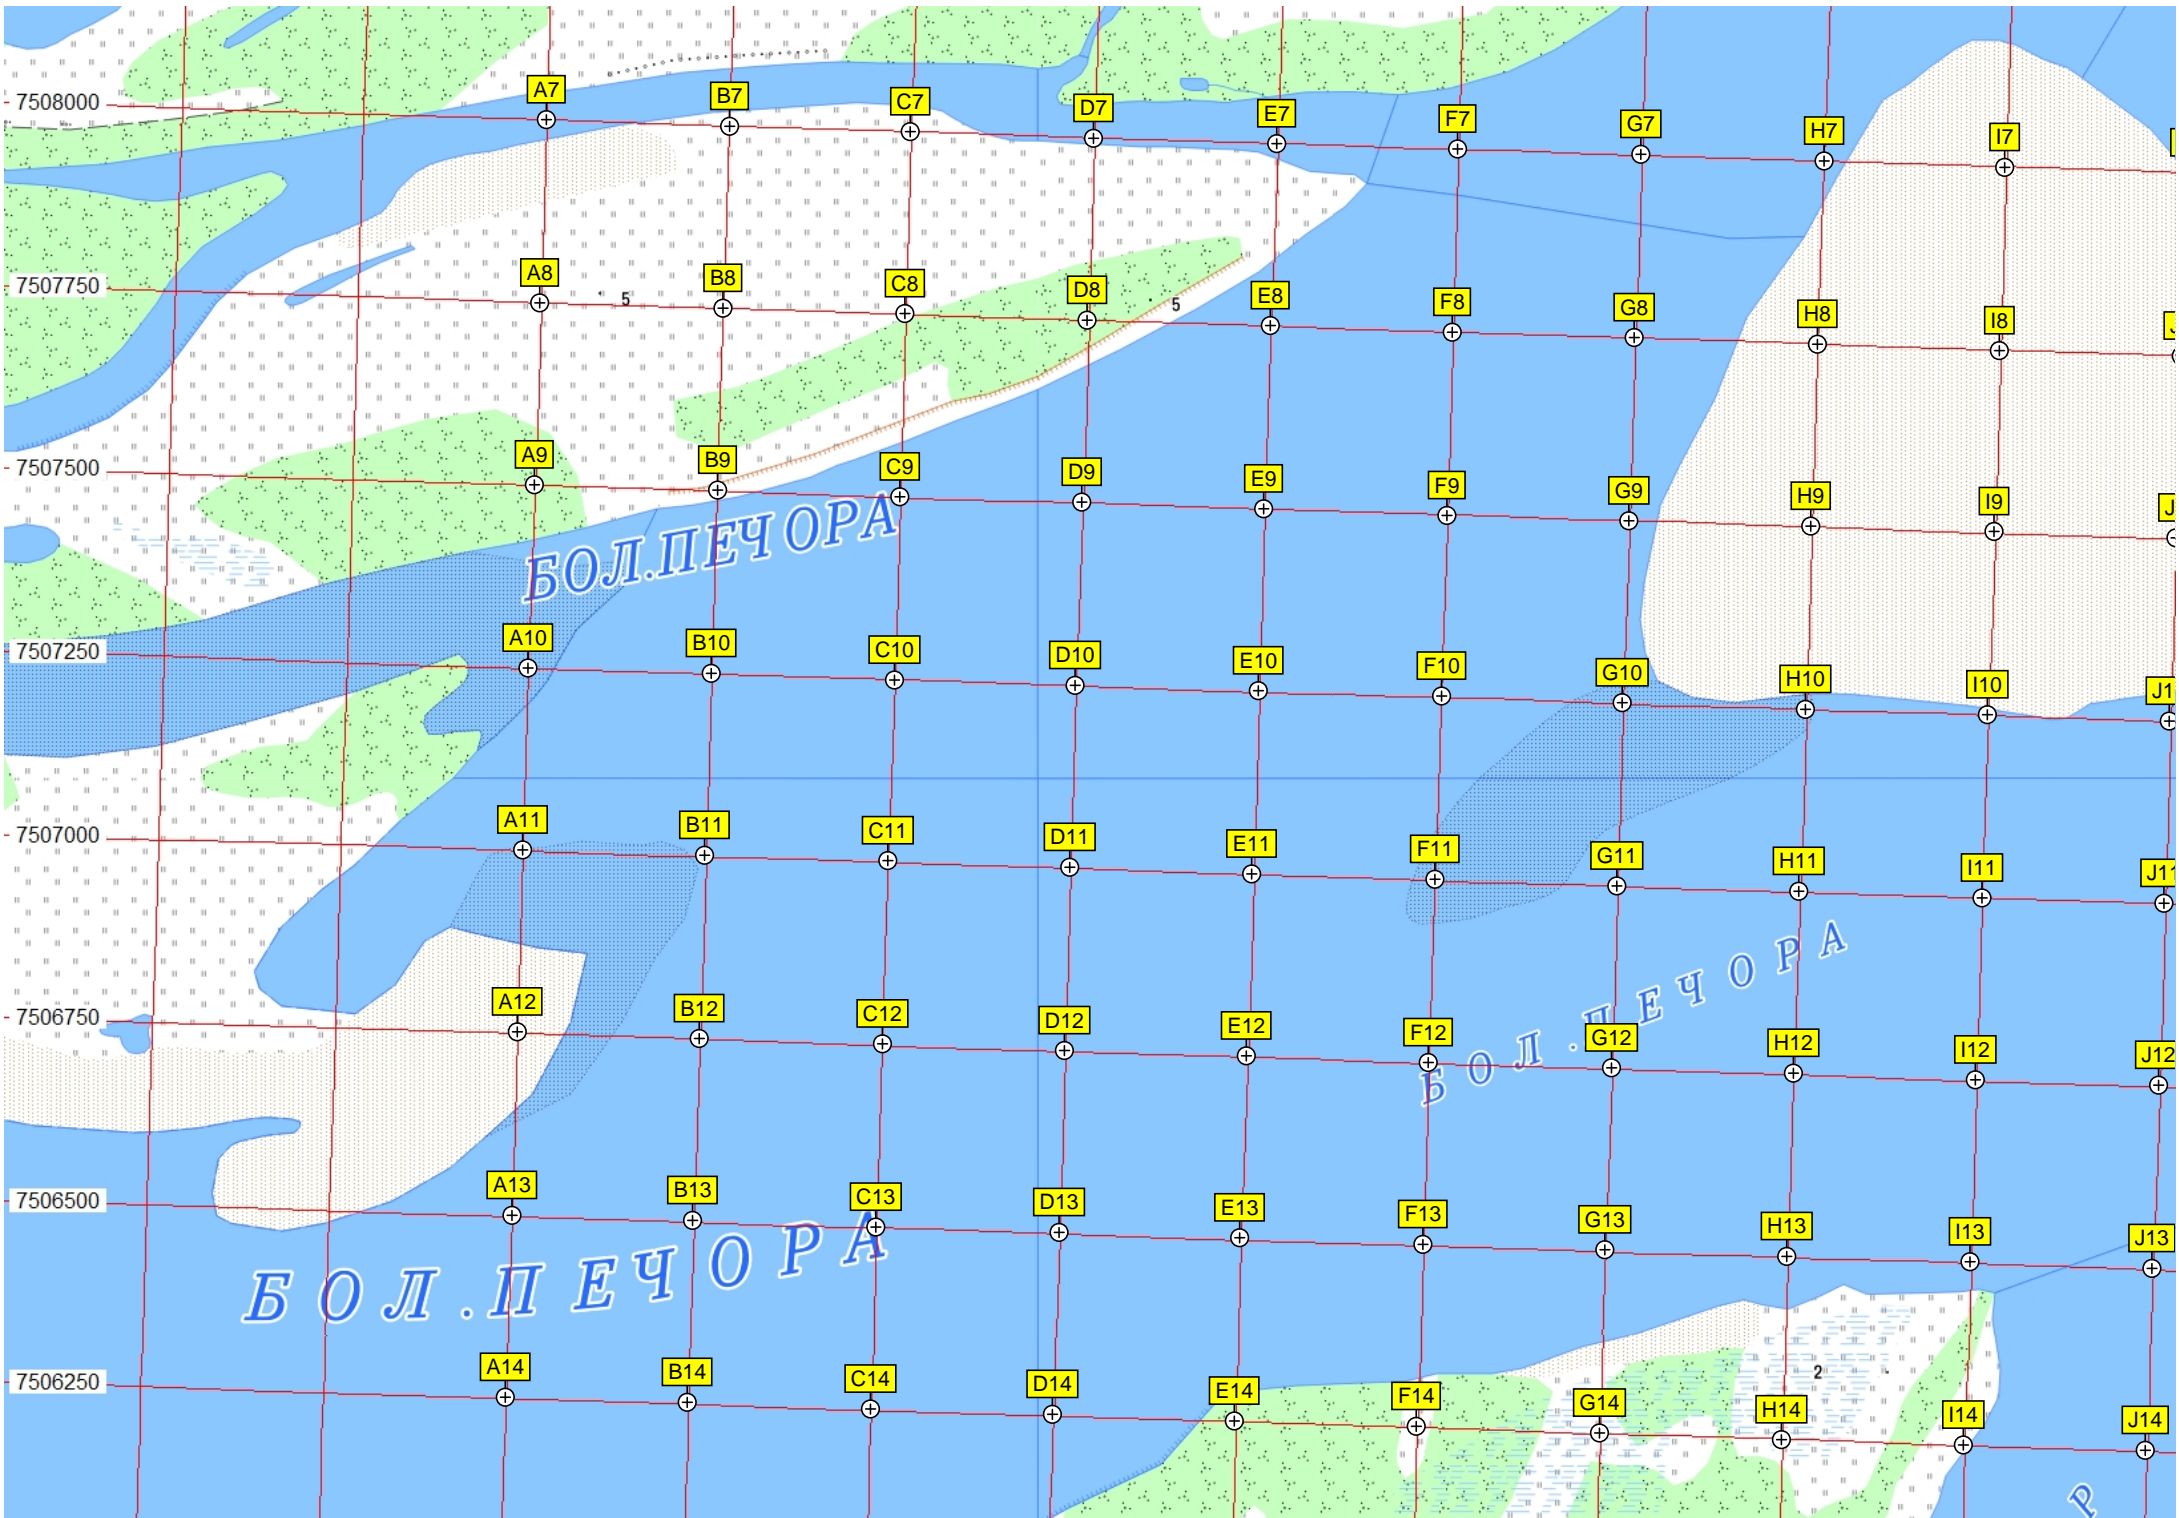 7508000 A7 B7 C7 D7 E7 F7 G7 H7 I7
7507750 A8 5 B8 C8 D8 5 E8 F8 G8 H8 I8 J
7507500 A9 B9 C9 D9 E9 F9 G9 H9 I9 J
БОЛ.ПЕЧОРА
7507250 A10 B10 C10 D10 E10 F10 G10 H10 I10 J1
7507000 A11 B11 C11 D11 E11 F11 G11 H11 I11 J11
БОЛ.ПЕЧОРА
7506750 A12 B12 C12 D12 E12 F12 G12 H12 I12 J12
7506500 A13 B13 C13 D13 E13 F13 G13 H13 I13 J13
БОЛ.ПЕЧОРА
2
7506250 A14 B14 C14 D14 E14 F14 G14 H14 I14 J14
Р